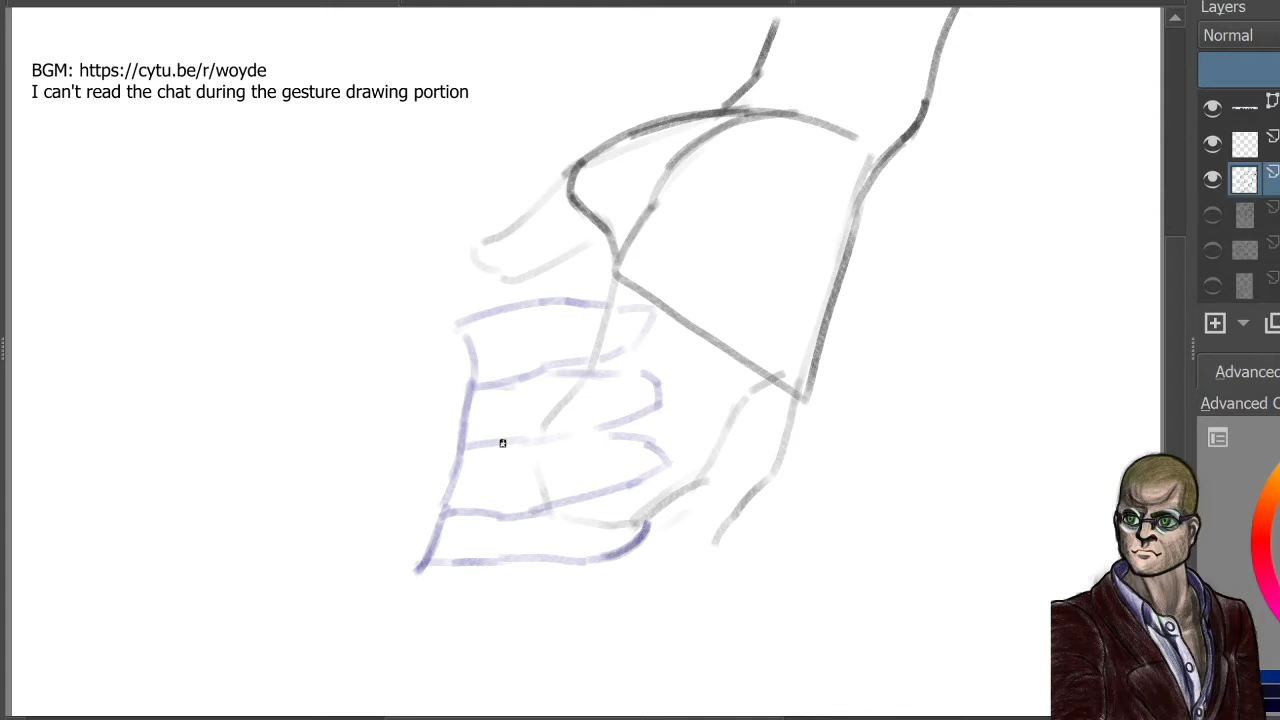 BGM: https://cytu.be/r/woyde
I can't read the chat during the gesture drawing portion
Layers
Normal
Advanced
Advanced C